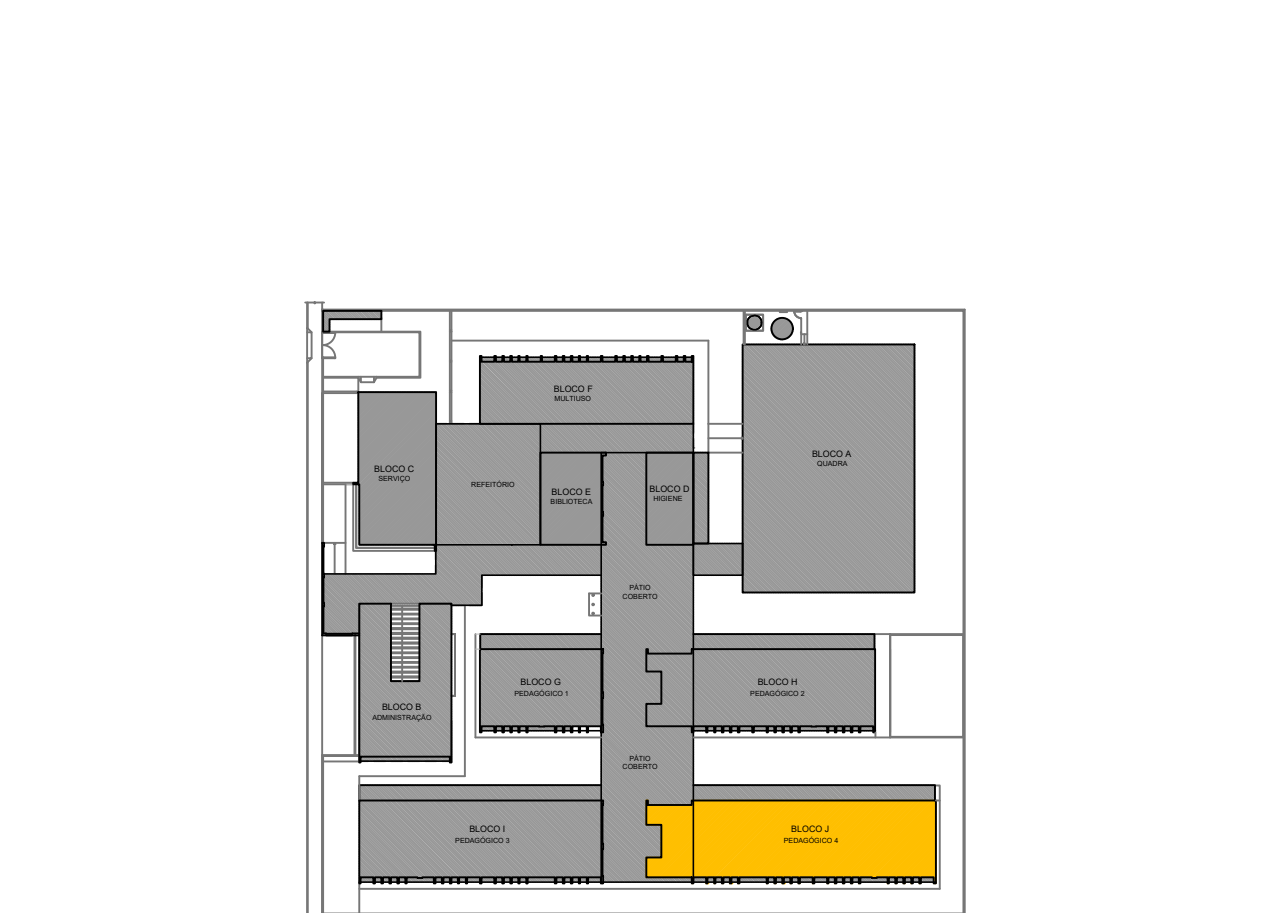 BLOCO F
MULTIUSO
BLOCO A
QUADRA
BLOCO C
SERVIÇO
REFEITÓRIO
BLOCO E
BIBLIOTECA
BLOCO D
HIGIENE
PÁTIO
COBERTO
BLOCO G
PEDAGÓGICO 1
BLOCO H
PEDAGÓGICO 2
BLOCO B
ADMINISTRAÇÃO
PÁTIO
COBERTO
BLOCO I
PEDAGÓGICO 3
BLOCO J
PEDAGÓGICO 4